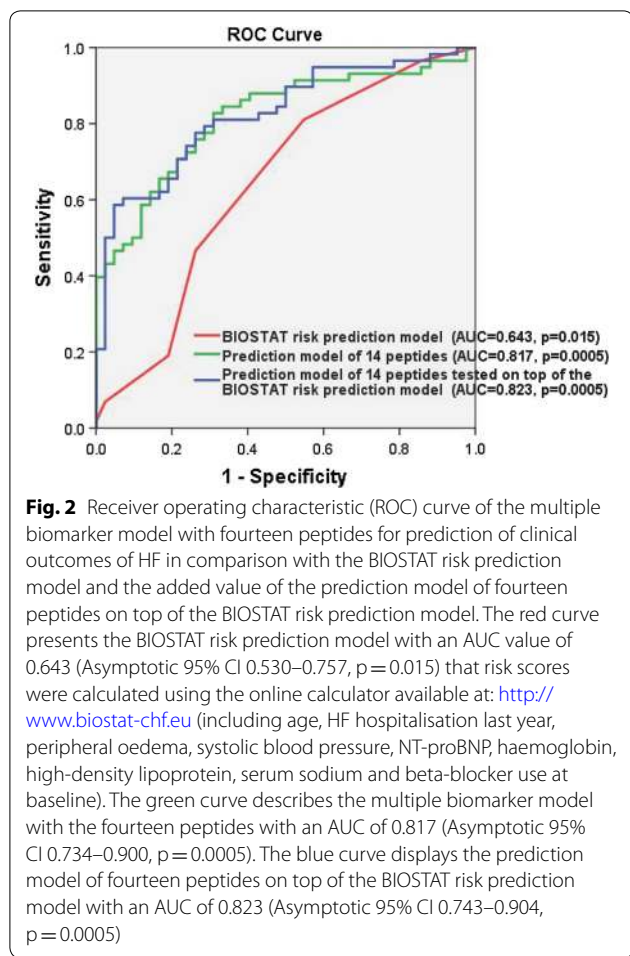 ROC Curve
1.0
0.8
0.6
0.4
0.2
0.0
Sensitivity
BIOSTAT risk prediction model (AUC=0.643, p=0.015)
Prediction model of 14 peptides (AUC=0.817, p=0.0005)
Prediction model of 14 peptides tested on top of the
BIOSTAT risk prediction model (AUC=0.823, p=0.0005)
0.0 0.2 0.4 0.6 0.8 1.0
1 - Specificity
Fig. 2 Receiver operating characteristic (ROC) curve of the multiple
biomarker model with fourteen peptides for prediction of clinical
outcomes of HF in comparison with the BIOSTAT risk prediction
model and the added value of the prediction model of fourteen
peptides on top of the BIOSTAT risk prediction model. The red curve
presents the BIOSTAT risk prediction model with an AUC value of
0.643 (Asymptotic 95% CI 0.530–0.757, p = 0.015) that risk scores
were calculated using the online calculator available at: http://
www.biostat-chf.eu (including age, HF hospitalisation last year,
peripheral oedema, systolic blood pressure, NT-proBNP, haemoglobin,
high-density lipoprotein, serum sodium and beta-blocker use at
baseline). The green curve describes the multiple biomarker model
with the fourteen peptides with an AUC of 0.817 (Asymptotic 95%
CI 0.734–0.900, p = 0.0005). The blue curve displays the prediction
model of fourteen peptides on top of the BIOSTAT risk prediction
model with an AUC of 0.823 (Asymptotic 95% CI 0.743–0.904,
p = 0.0005)